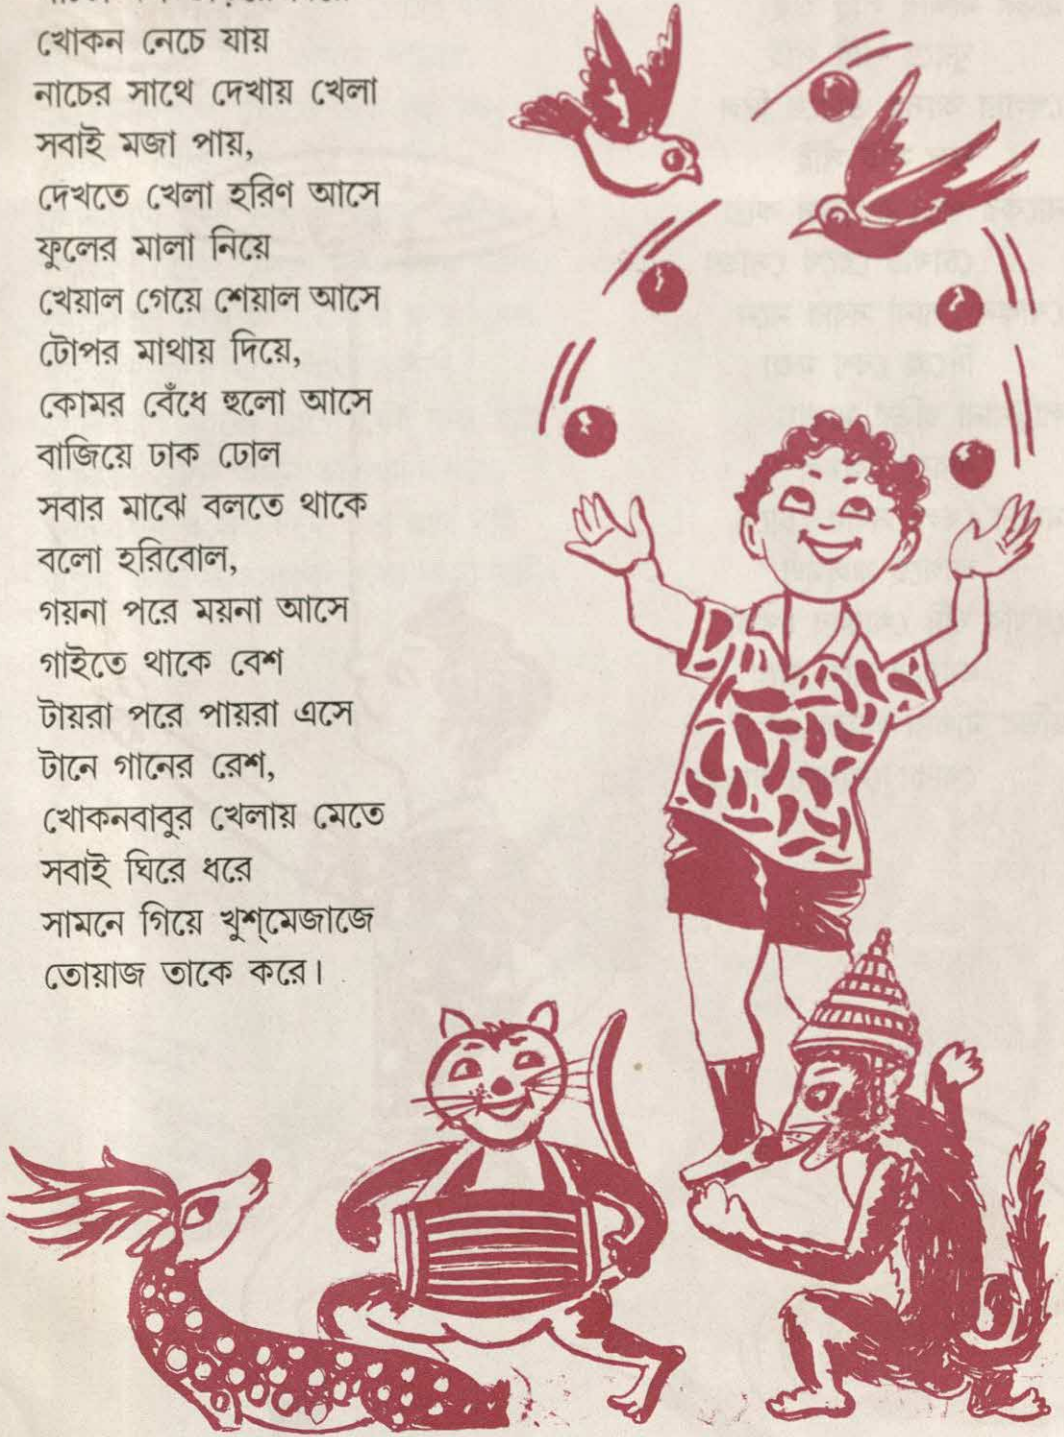 খোকন নেচে যায়
নাচের সাথে দেখায় খেলা
সবাই মজা পায়,
দেখতে খেলা হরিণ আসে
ফুলের মালা নিয়ে
খেয়াল গেয়ে শেয়াল আসে
টোপর মাথায় দিয়ে,
কোমর বেঁধে হুলো আসে
বাজিয়ে ঢাক ঢোল
সবার মাঝে বলতে থাকে
বলো হরিবোল,
গয়না পরে ময়না আসে
গাইতে থাকে বেশ
টায়রা পরে পায়রা এসে
টানে গানের রেশ,
খোকনবাবুর খেলায় মেতে
সবাই ঘিরে ধরে
সামনে গিয়ে খুশ্‌মেজাজে
তোয়াজ তাকে করে।